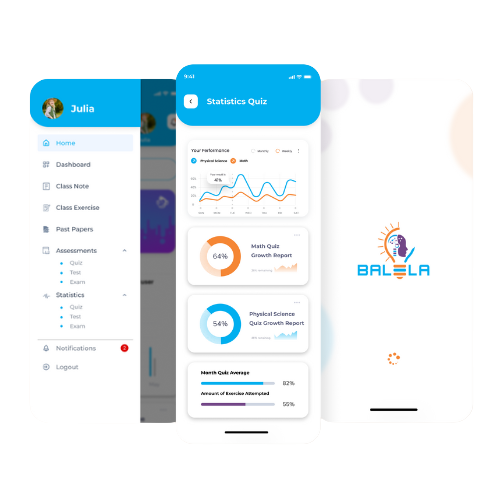 Julia
Home
Dashboard
Class Note
Class Exercise
Past Papers
Assessments
Quiz
Test
Exam
Statistics
Quiz
Test
Exam
Notifications
Logout
9:41
Statistics Quiz
Your Performance
Monthly
Weekly
Physical Science
Math
41%
64%
Math Quiz
Growth Report
54%
Physical Science
Quiz Growth Report
Month Quiz Average
82%
Amount of Exercise Attempted
55%
BALELA